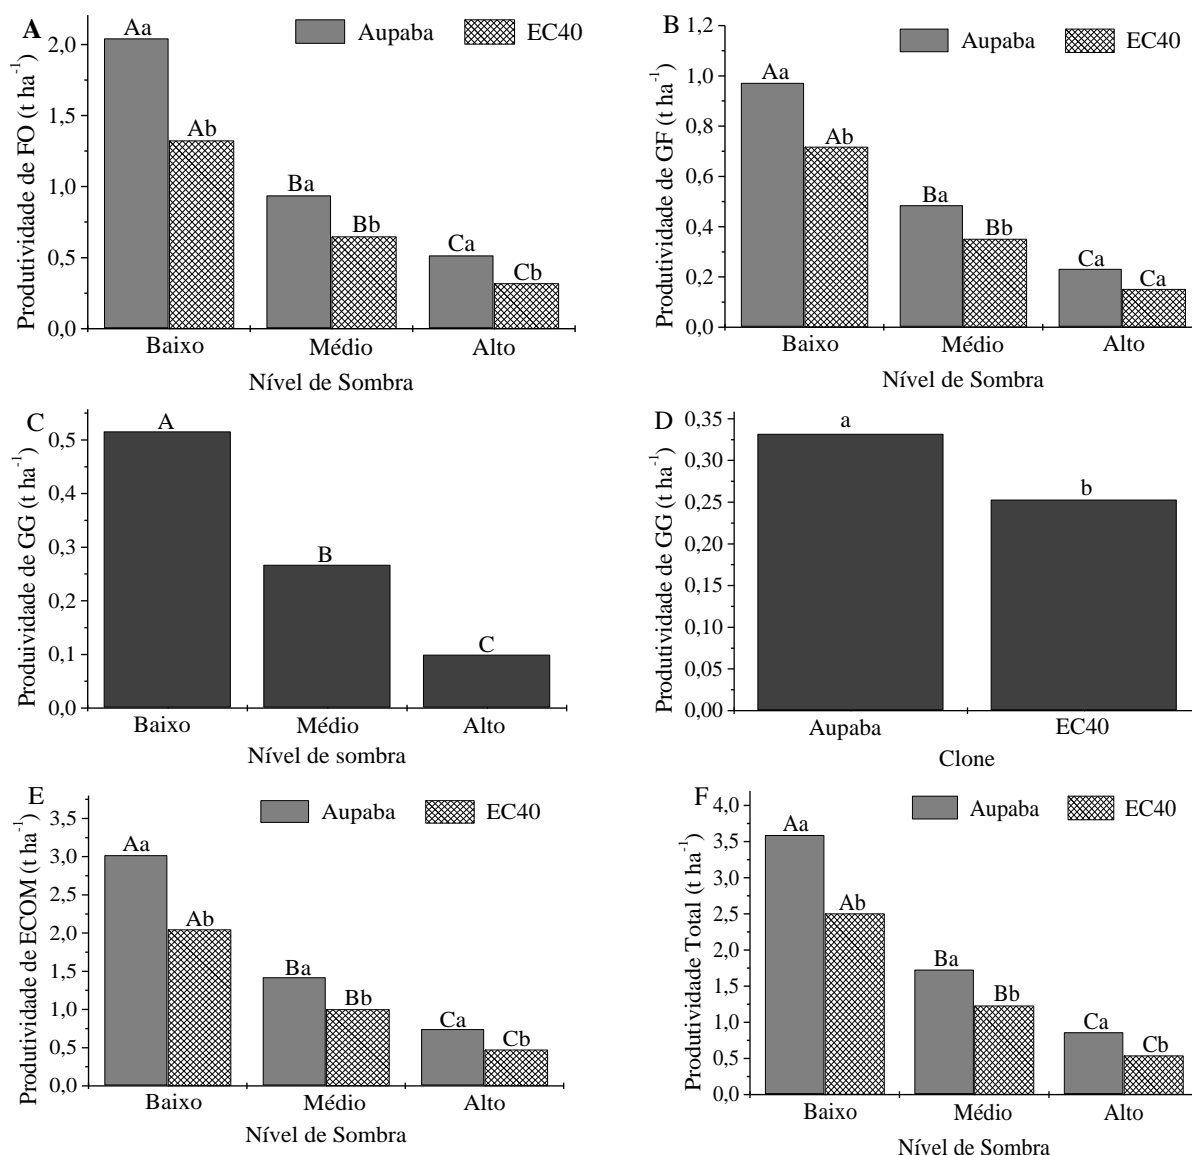 A
Aupaba
EC40
Produtividade de FO (t ha⁻¹)
2,0
1,5
1,0
0,5
0,0
Aa
Ab
Ba
Bb
Ca
Cb
Baixo
Médio
Alto
Nível de Sombra
B
Aupaba
EC40
Produtividade de GF (t ha⁻¹)
1,2
1,0
0,8
0,6
0,4
0,2
0,0
Aa
Ab
Ba
Bb
Ca
Ca
Baixo
Médio
Alto
Nível de Sombra
C
Produividade de GG (t ha⁻¹)
0,5
0,4
0,3
0,2
0,1
0,0
A
B
C
Baixo
Médio
Alto
Nível de sombra
D
Produtividade de GG (t ha⁻¹)
0,35
0,30
0,25
0,20
0,15
0,10
0,05
0,00
a
b
Aupaba
EC40
Clone
E
Aupaba
EC40
Produtividade de ECOM (t ha⁻¹)
3,5
3,0
2,5
2,0
1,5
1,0
0,5
0,0
Aa
Ab
Ba
Bb
Ca
Cb
Baixo
Médio
Alto
Nível de Sombra
F
Aupaba
EC40
Produtividade Total (t ha⁻¹)
4,0
3,5
3,0
2,5
2,0
1,5
1,0
0,5
0,0
Aa
Ab
Ba
Bb
Ca
Cb
Baixo
Médio
Alto
Nível de Sombra